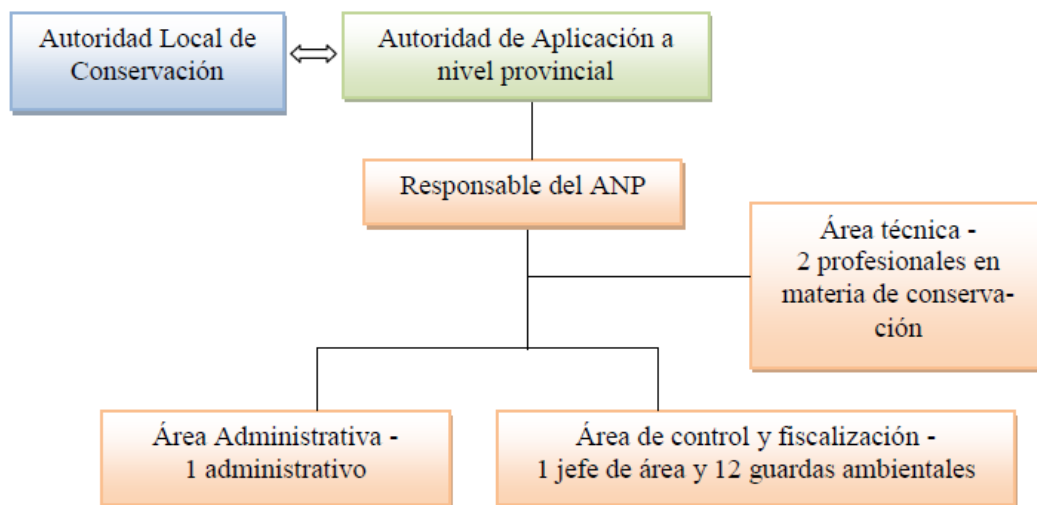 Autoridad Local de
Conservación
Autoridad de Aplicación a
nivel provincial
Responsable del ANP
Área técnica -
2 profesionales en
materia de conserva-
ción
Área Administrativa -
1 administrativo
Área de control y fiscalización -
1 jefe de área y 12 guardas ambientales